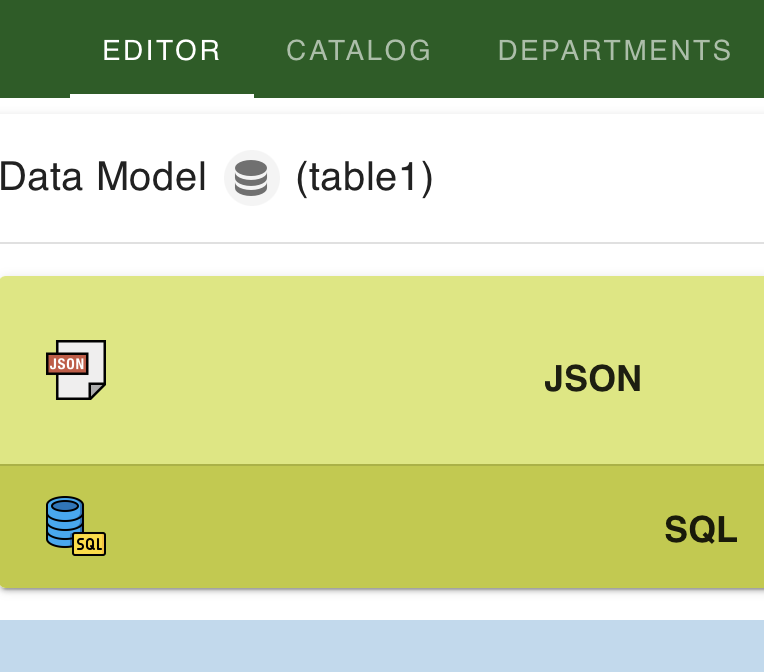 EDITOR CATALOG DEPARTMENTS
Data Model (table1)
JSON JSON
SQL SQL